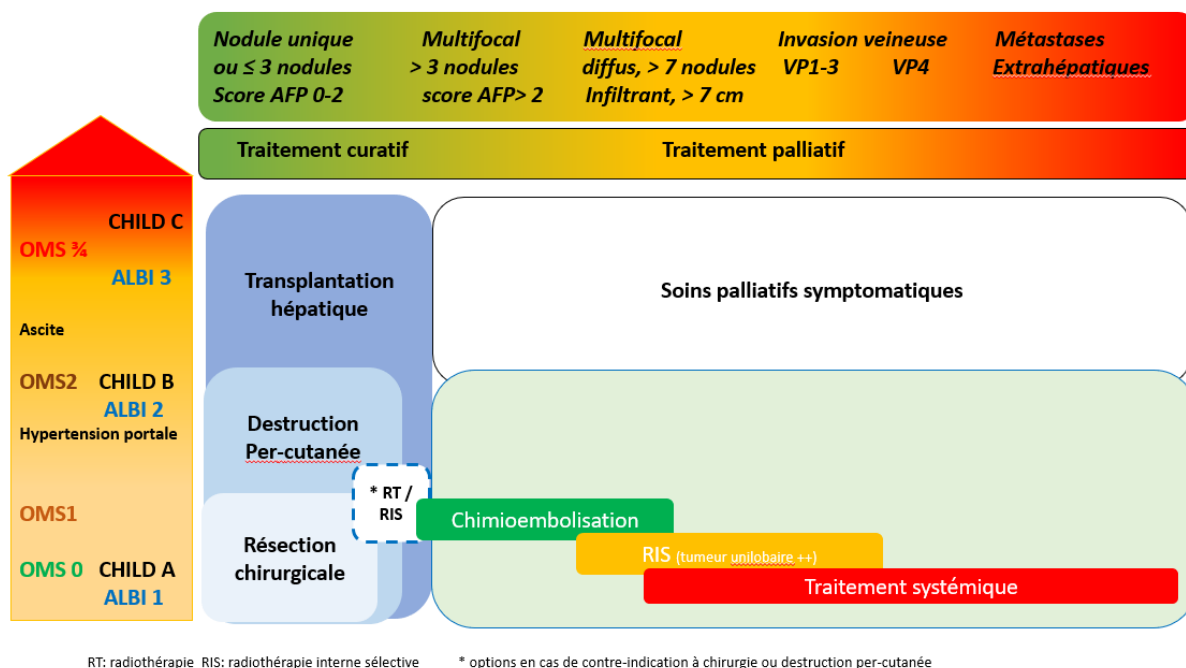 Nodule unique
ou ≤ 3 nodules
Score AFP 0-2
Multifocal
> 3 nodules
score AFP> 2
Multifocal
diffus, > 7 nodules
Infiltrant, > 7 cm
Invasion veineuse
VP1-3 VP4
Métastases
Extrahépatiques
Traitement curatif
Traitement palliatif
CHILD C
OMS ¾
ALBI 3
Ascite
OMS2 CHILD B
ALBI 2
Hypertension portale
OMS1
OMS 0 CHILD A
ALBI 1
Transplantation
hépatique
Soins palliatifs symptomatiques
Destruction
Per-cutanée
* RT /
RIS
Résection
chirurgicale
Chimioembolisation
RIS (tumeur unilobaire ++)
Traitement systémique
RT: radiothérapie RIS: radiothérapie interne sélective * options en cas de contre-indication à chirurgie ou destruction per-cutanée